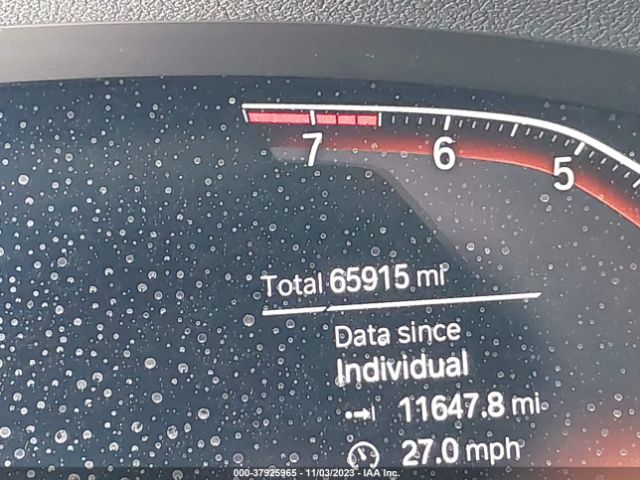 7 6 5
Total 65915 mi
Data since
Individual
11647.8 mi
27.0 mph
000-37925965 - 11/03/2023 - IAA Inc.